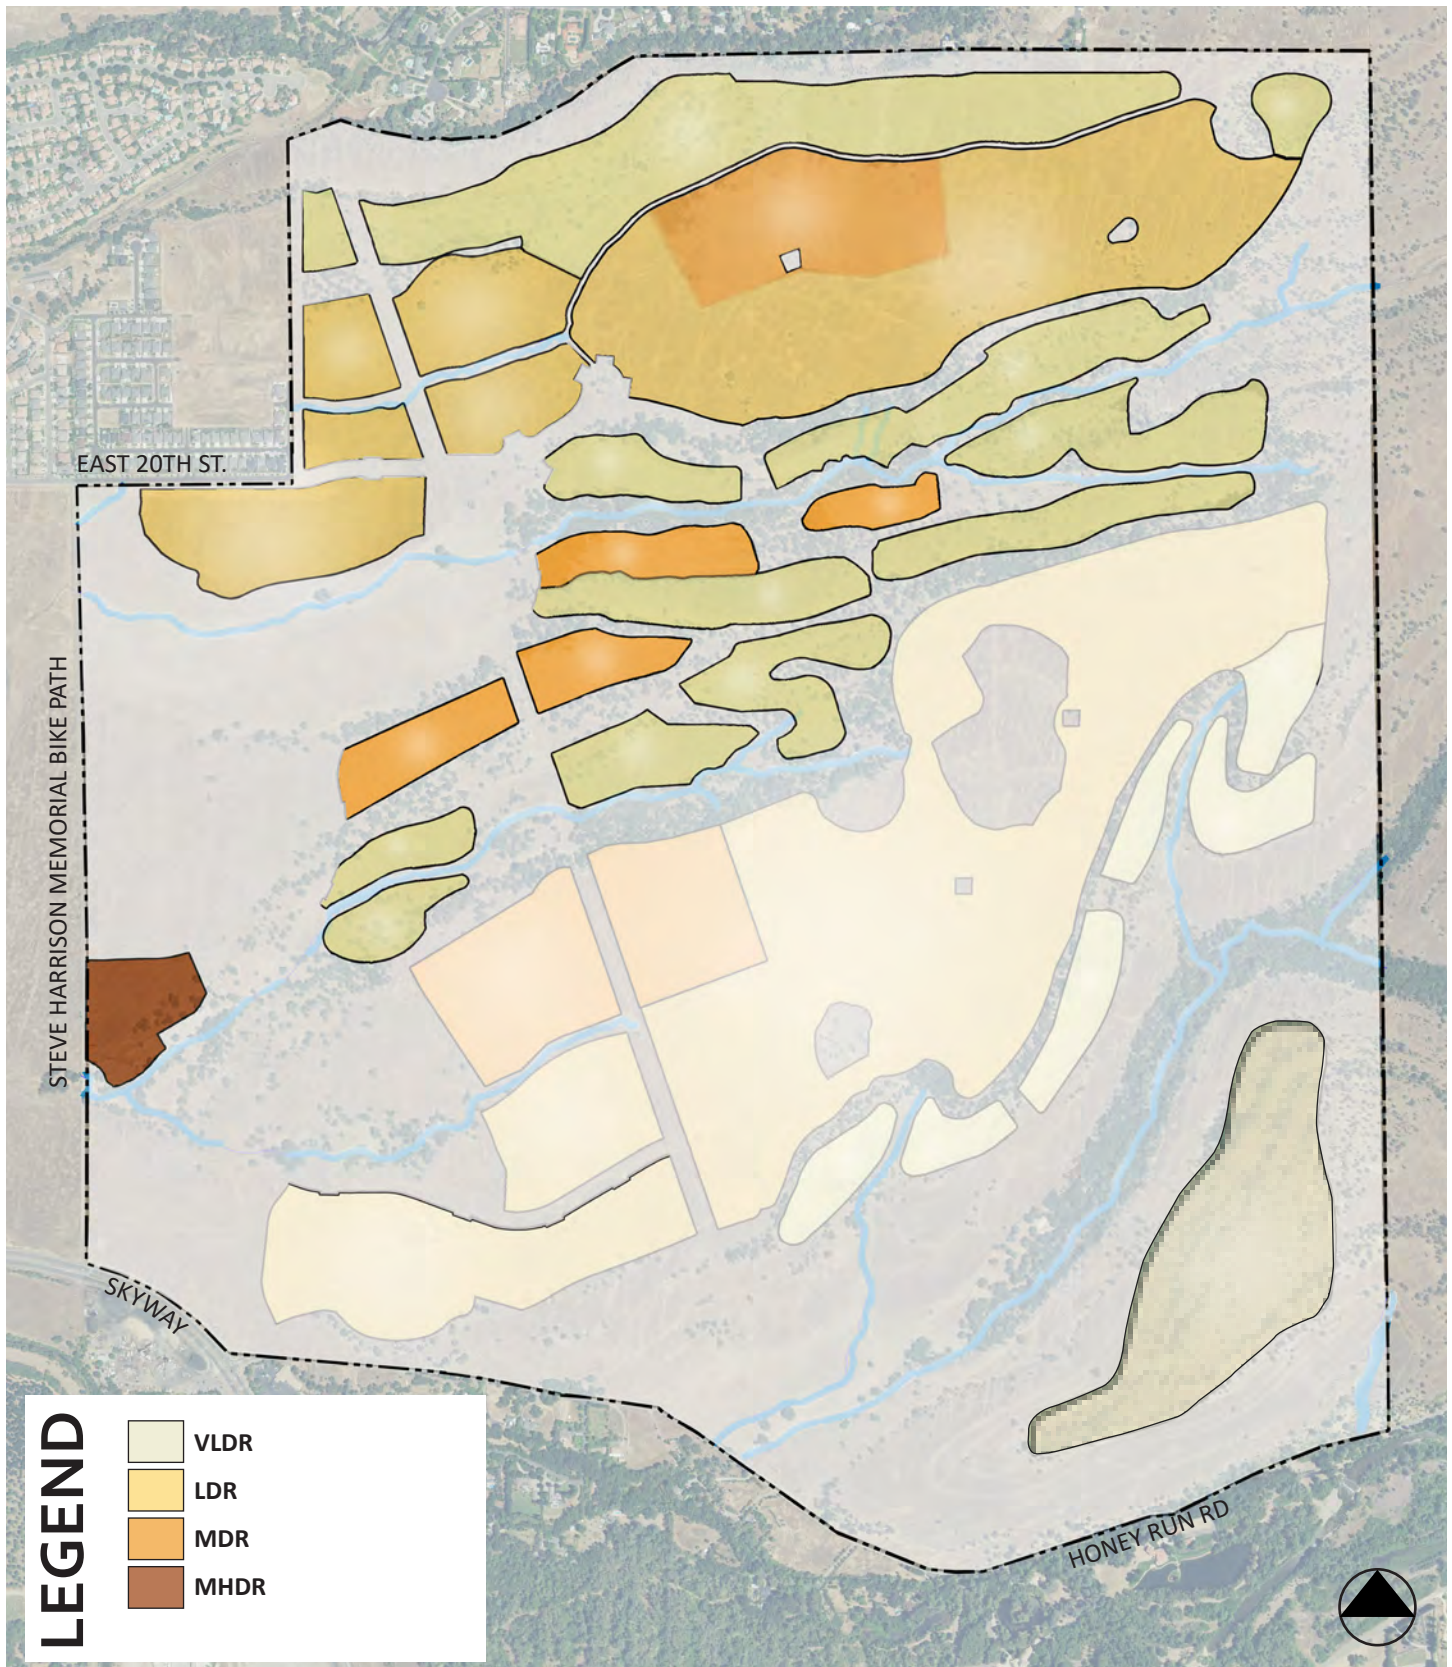 EAST 20TH ST.
STEVE HARRISON MEMORIAL BIKE PATH
SKYWAY
HONEY RUN RD
LEGEND
VLDR
LDR
MDR
MHDR